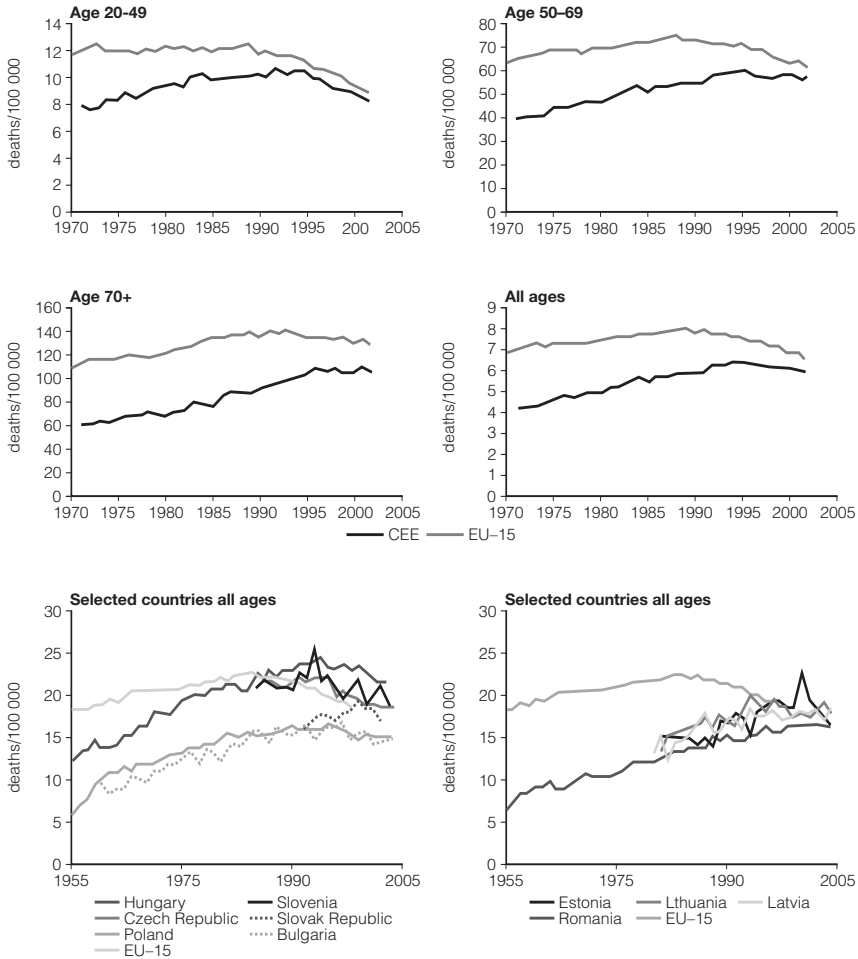 Age 20-49
deaths/100 000
14
12
10
8
6
4
2
0
1970 1975 1980 1985 1990 1995 200 2005
Age 50–69
deaths/100 000
80
70
60
50
40
30
20
10
0
1970 1975 1980 1985 1990 1995 2000 2005
Age 70+
deaths/100 000
160
140
120
100
80
60
40
20
0
1970 1975 1980 1985 1990 1995 2000 2005
All ages
deaths/100 000
9
8
7
6
5
4
3
2
1
0
1970 1975 1980 1985 1990 1995 2000 2005
CEE EU–15
Selected countries all ages
deaths/100 000
30
25
20
15
10
5
0
1955 1975 1990 2005
Hungary Slovenia
Czech Republic Slovak Republic
Poland Bulgaria
EU–15
Selected countries all ages
deaths/100 000
30
25
20
15
10
5
0
1955 1975 1990 2005
Estonia Lthuania Latvia
Romania EU–15